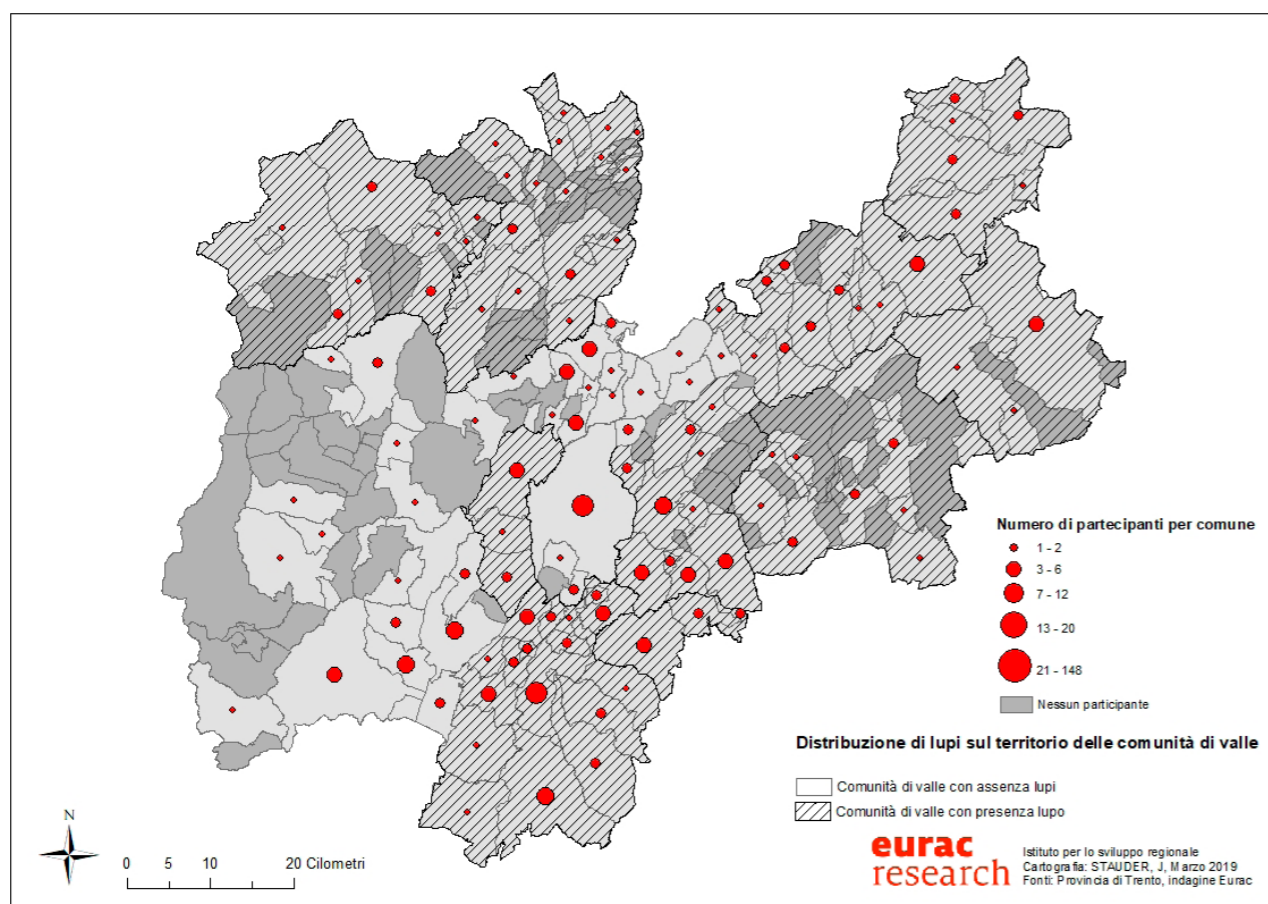 Numero di partecipanti per comune
1 - 2
3 - 6
7 - 12
13 - 20
21 - 148
Nessun participante
Distribuzione di lupi sul territorio delle comunità di valle
Comunità di valle con assenza lupi
Comunità di valle con presenza lupo
N
0 5 10 20 Cilometri
eurac
research
Istituto per lo sviluppo regionale
Cartografia: STAUDER, J, Marzo 2019
Fonti: Provincia di Trento, indagine Eurac